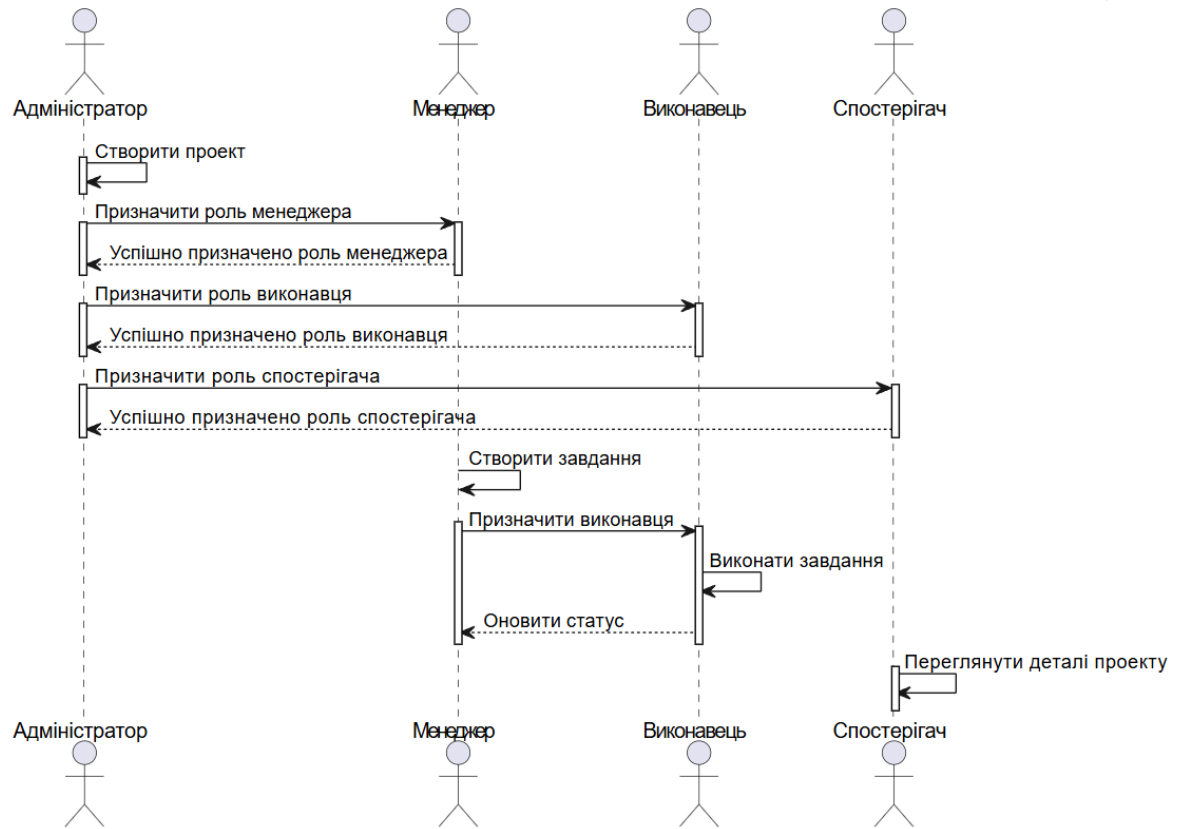 Адміністратор
Менеджер
Виконавець
Спостерігач
Створити проект
Призначити роль менеджера
Успішно призначено роль менеджера
Призначити роль виконавця
Успішно призначено роль виконавця
Призначити роль спостерігача
Успішно призначено роль спостерігача
Створити завдання
Призначити виконавця
Виконати завдання
Оновити статус
Переглянути деталі проекту
Адміністратор
Менеджер
Виконавець
Спостерігач